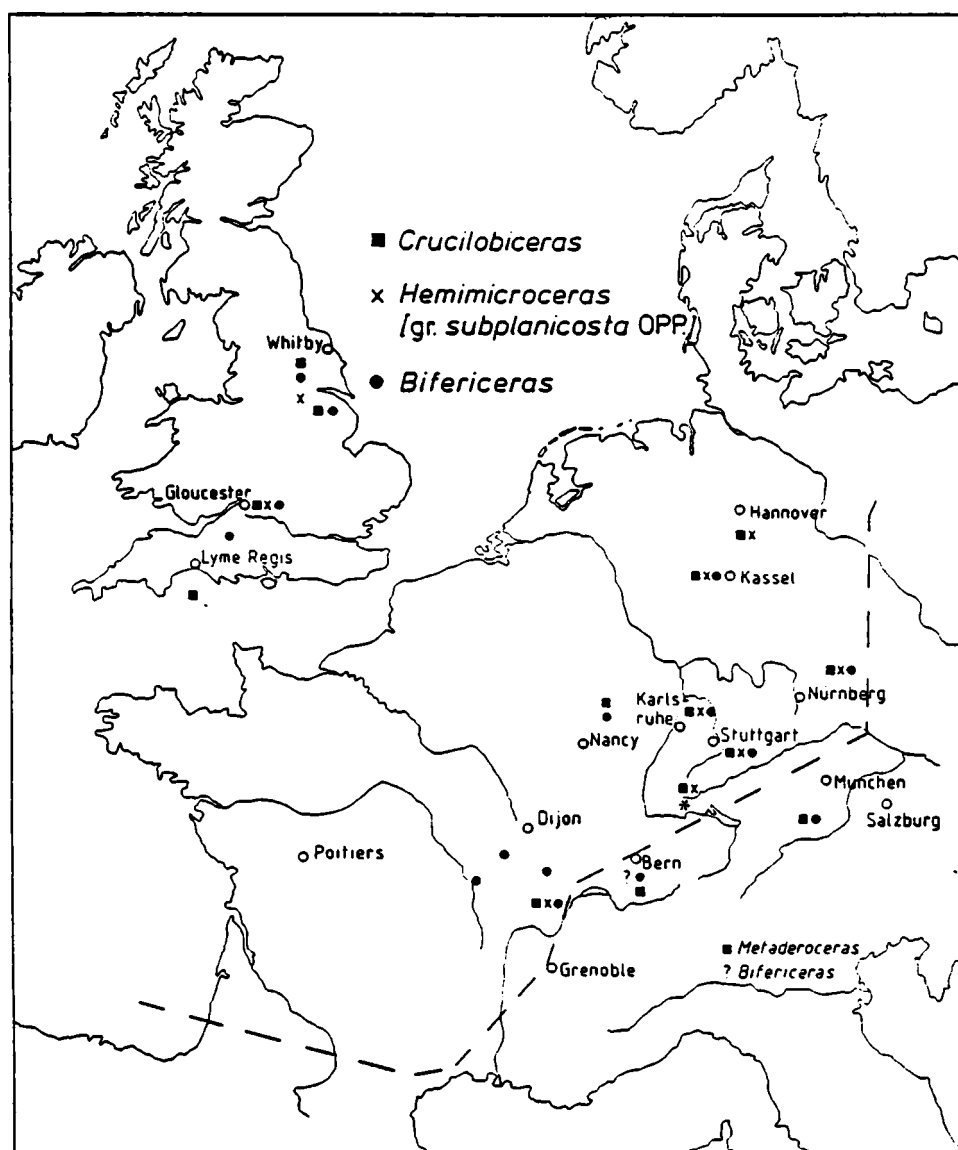 ■ Crucilobiceras
x Hemimicroceras
[gr. subplanicosta OPP.]
● Bifericeras
Whitby
Gloucester
Lyme Regis
Hannover
Kassel
Nürnberg
Karls-
ruhe
Stuttgart
Nancy
Munchen
Salzburg
Dijon
Poitiers
Bern
?
Grenoble
■ Metaderoceras
? Bifericeras